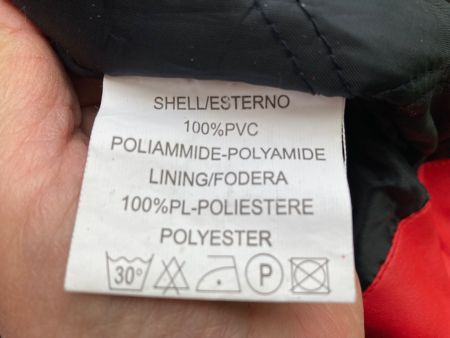 SHELL/ESTERNO
100%PVC
POLIAMMIDE-POLYAMIDE
LINING/FODERA
100%PL-POLIESTERE
POLYESTER
30° P